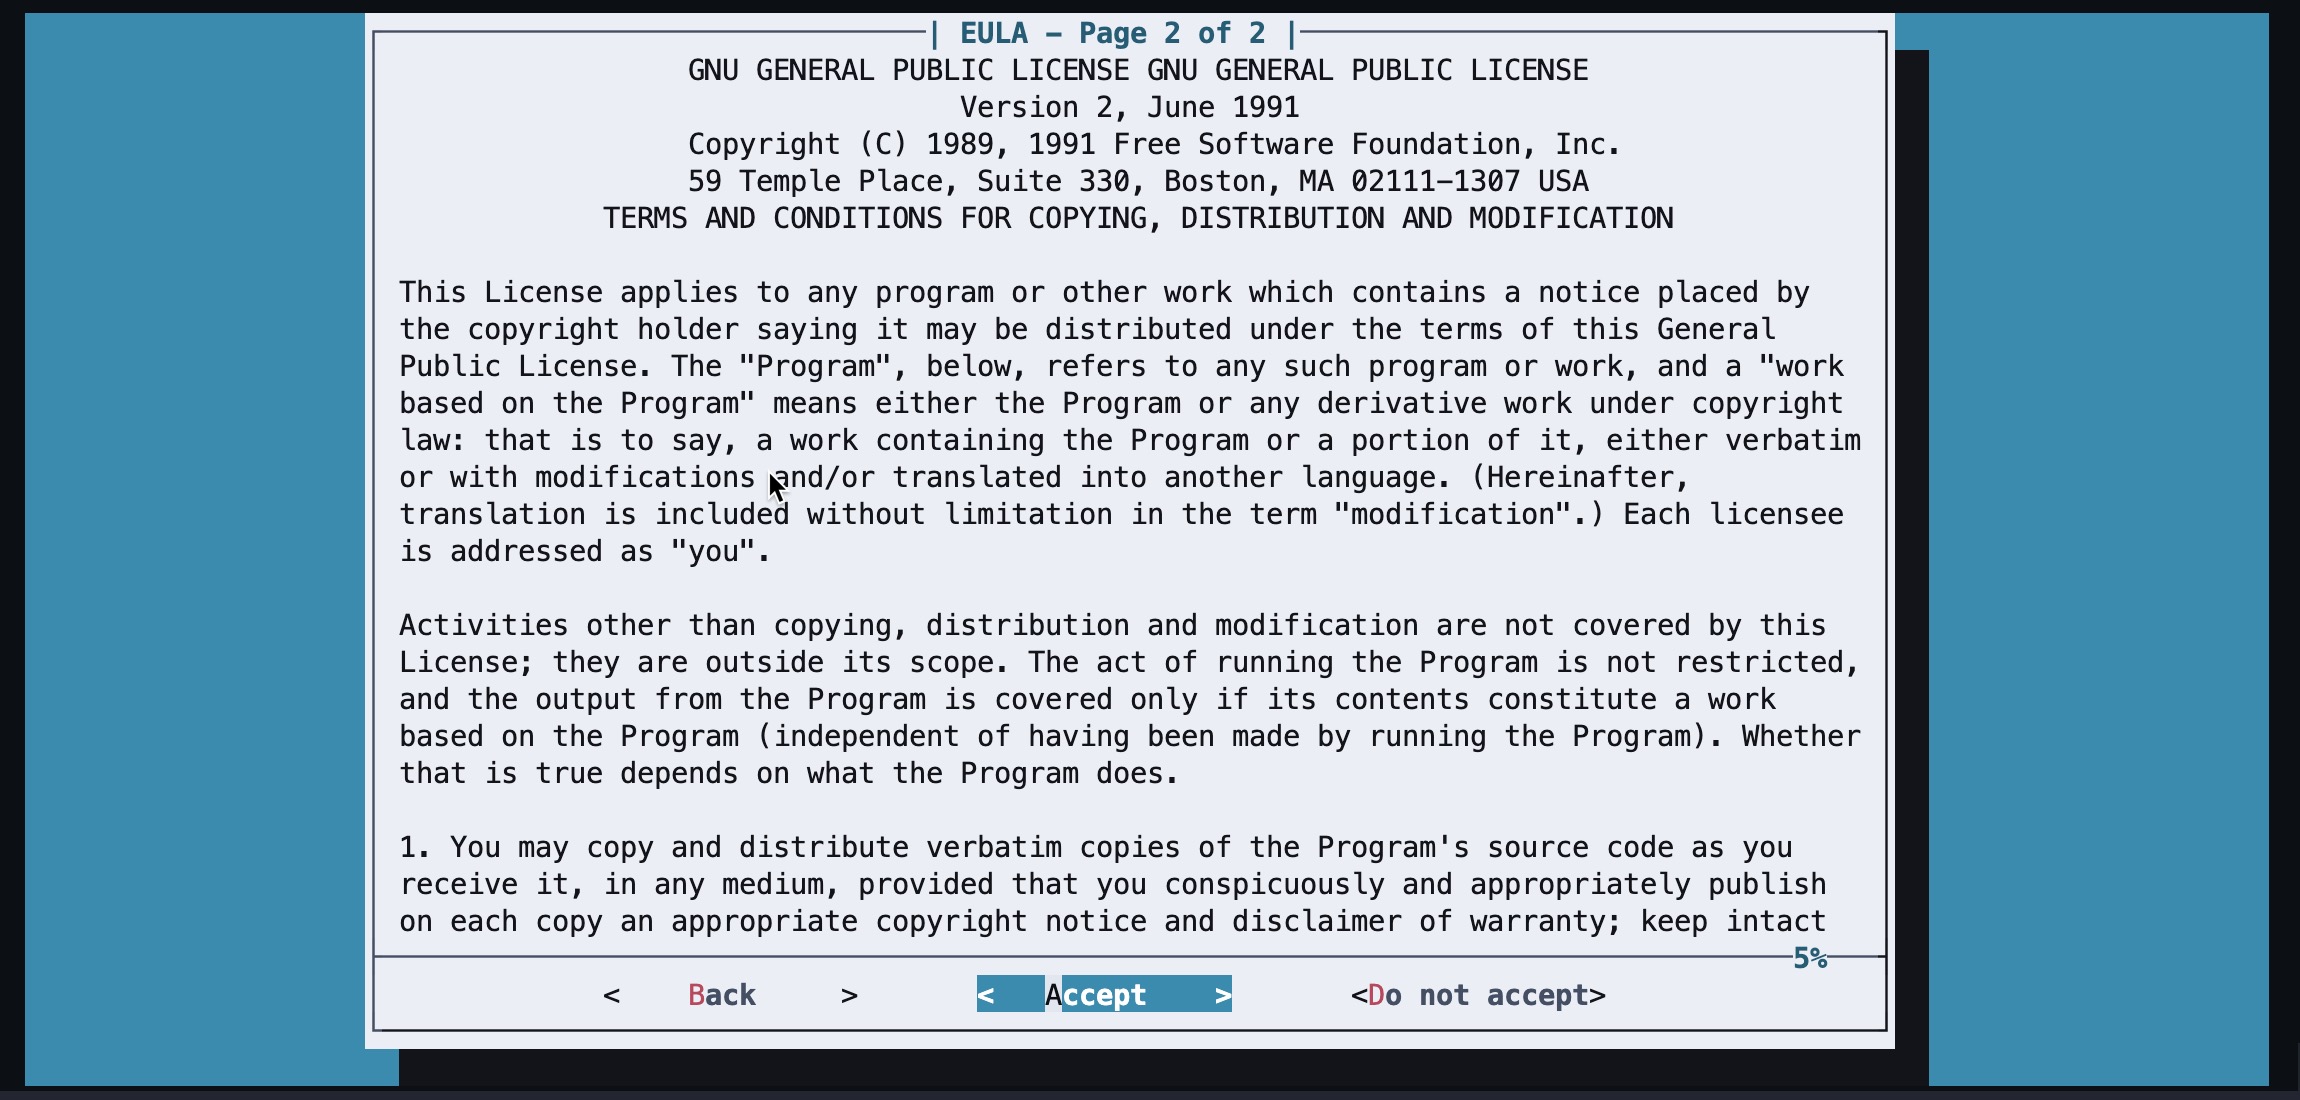 | EULA – Page 2 of 2 |
GNU GENERAL PUBLIC LICENSE GNU GENERAL PUBLIC LICENSE
Version 2, June 1991
Copyright (C) 1989, 1991 Free Software Foundation, Inc.
59 Temple Place, Suite 330, Boston, MA 02111–1307 USA
TERMS AND CONDITIONS FOR COPYING, DISTRIBUTION AND MODIFICATION
This License applies to any program or other work which contains a notice placed by
the copyright holder saying it may be distributed under the terms of this General
Public License. The "Program", below, refers to any such program or work, and a "work
based on the Program" means either the Program or any derivative work under copyright
law: that is to say, a work containing the Program or a portion of it, either verbatim
or with modifications and/or translated into another language. (Hereinafter,
translation is included without limitation in the term "modification".) Each licensee
is addressed as "you".
Activities other than copying, distribution and modification are not covered by this
License; they are outside its scope. The act of running the Program is not restricted,
and the output from the Program is covered only if its contents constitute a work
based on the Program (independent of having been made by running the Program). Whether
that is true depends on what the Program does.
1. You may copy and distribute verbatim copies of the Program's source code as you
receive it, in any medium, provided that you conspicuously and appropriately publish
on each copy an appropriate copyright notice and disclaimer of warranty; keep intact
5%
< Back > < Accept > <Do not accept>